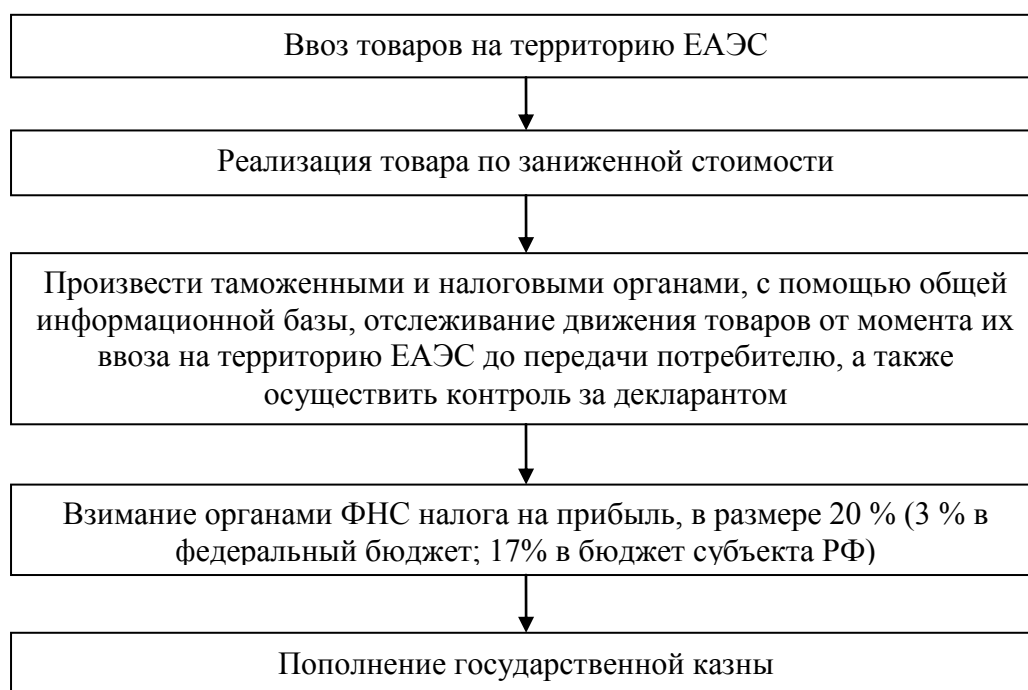 Ввоз товаров на территорию ЕАЭС
Реализация товара по заниженной стоимости
Произвести таможенными и налоговыми органами, с помощью общей
информационной базы, отслеживание движения товаров от момента их
ввоза на территорию ЕАЭС до передачи потребителю, а также
осуществить контроль за декларантом
Взимание органами ФНС налога на прибыль, в размере 20 % (3 % в
федеральный бюджет; 17% в бюджет субъекта РФ)
Пополнение государственной казны